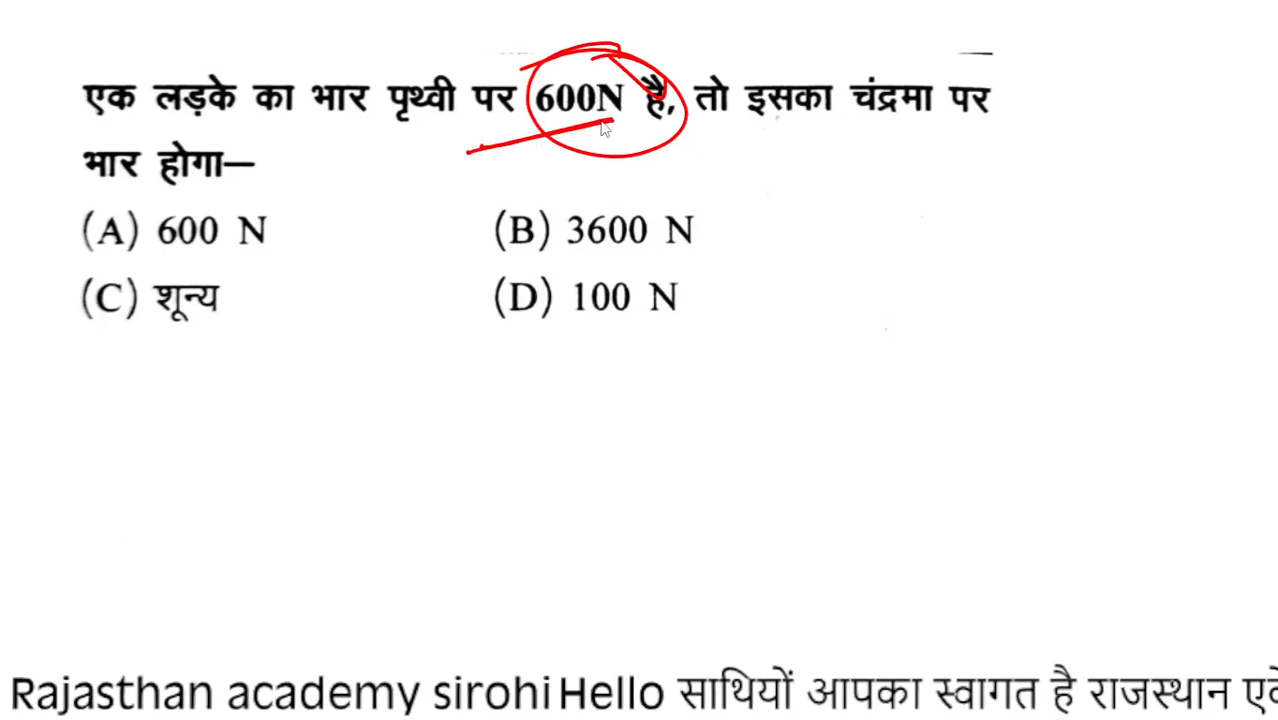 एक लड़के का भार पृथ्वी पर 600N है, तो इसका चंद्रमा पर
भार होगा—
(A) 600 N (B) 3600 N
(C) शून्य (D) 100 N
Rajasthan academy sirohi Hello साथियों आपका स्वागत है राजस्थान